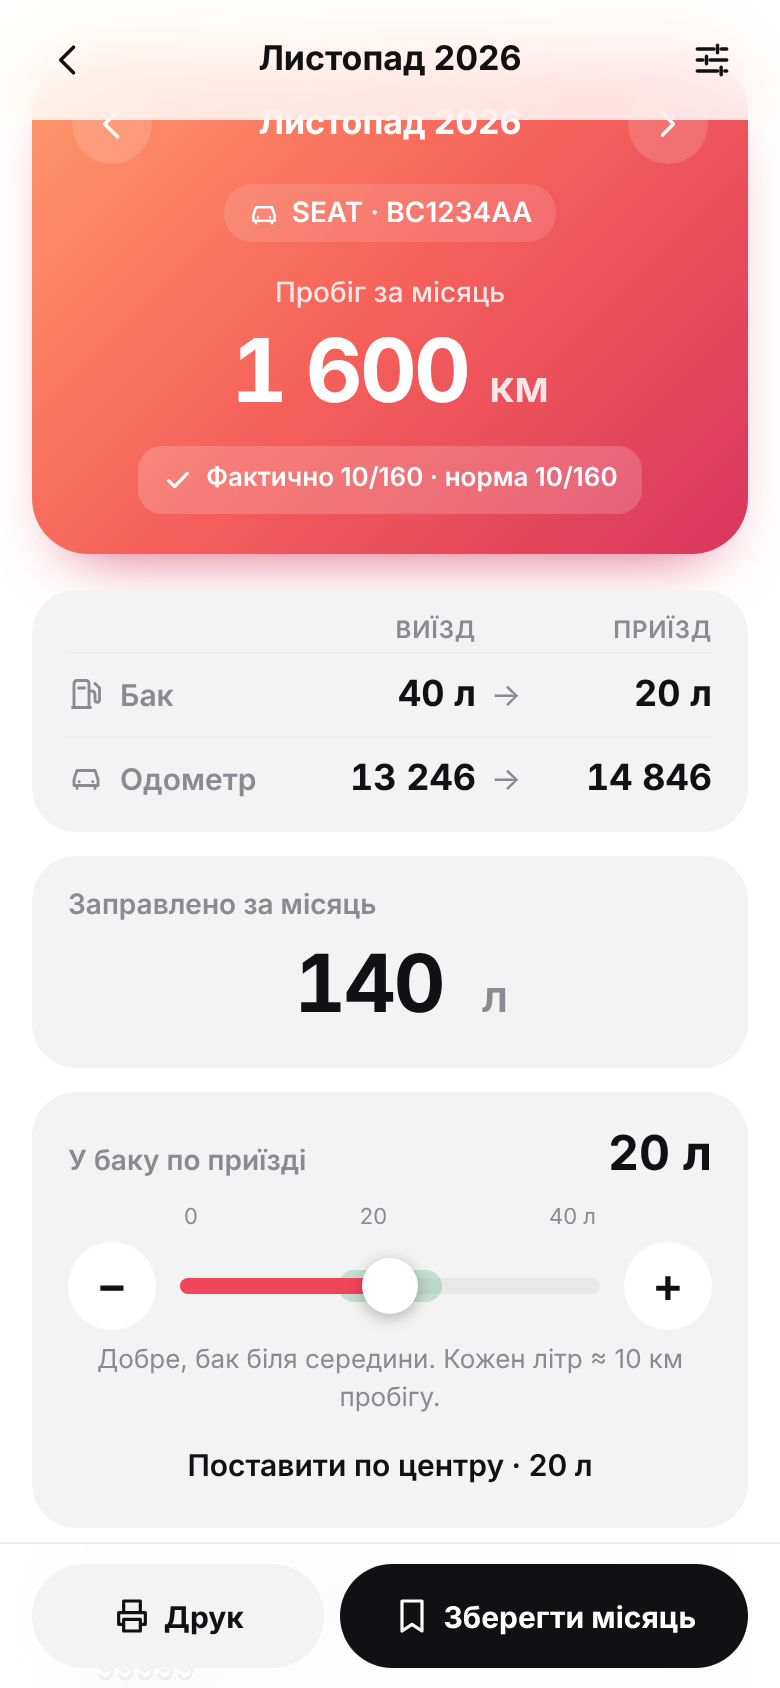 Листопад 2026
Листопад 2026
SEAT · BC1234AA
Пробіг за місяць
1 600 км
Фактично 10/160 · норма 10/160
ВИЇЗД ПРИЇЗД
Бак 40 л → 20 л
Одометр 13 246 → 14 846
Заправлено за місяць
140 л
У баку по приїзді 20 л
0 20 40 л
− +
Добре, бак біля середини. Кожен літр ≈ 10 км
пробігу.
Поставити по центру · 20 л
Друк Зберегти місяць
99999